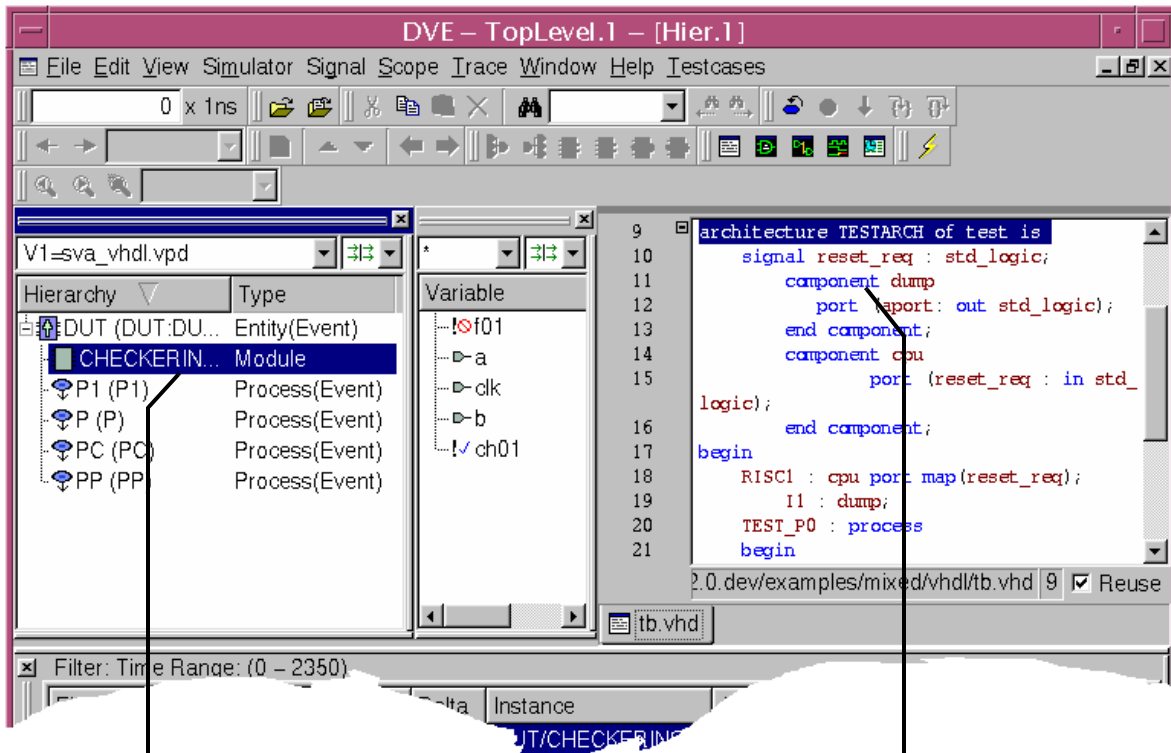 DVE – TopLevel.1 – [Hier.1]
File Edit View Simulator Signal Scope Trace Window Help Testcases
0 x 1ns
V1=sva_vhdl.vpd
Hierarchy Type
DUT (DUT:DU... Entity(Event)
CHECKERIN... Module
P1 (P1) Process(Event)
P (P) Process(Event)
PC (PC) Process(Event)
PP (PP) Process(Event)
*
Variable
f01
a
clk
b
ch01
9 architecture TESTARCH of test is
10 signal reset_req : std_logic;
11 component dump
12 port (aport: out std_logic);
13 end component;
14 component cpu
15 port (reset_req : in std_
logic);
16 end component;
17 begin
18 RISC1 : cpu port map(reset_req);
19 I1 : dump;
20 TEST_P0 : process
21 begin
2.0.dev/examples/mixed/vhdl/tb.vhd 9 Reuse
tb.vhd
Filter: Time Range: (0 – 2350)
Delta Instance
UT/CHECKERINS